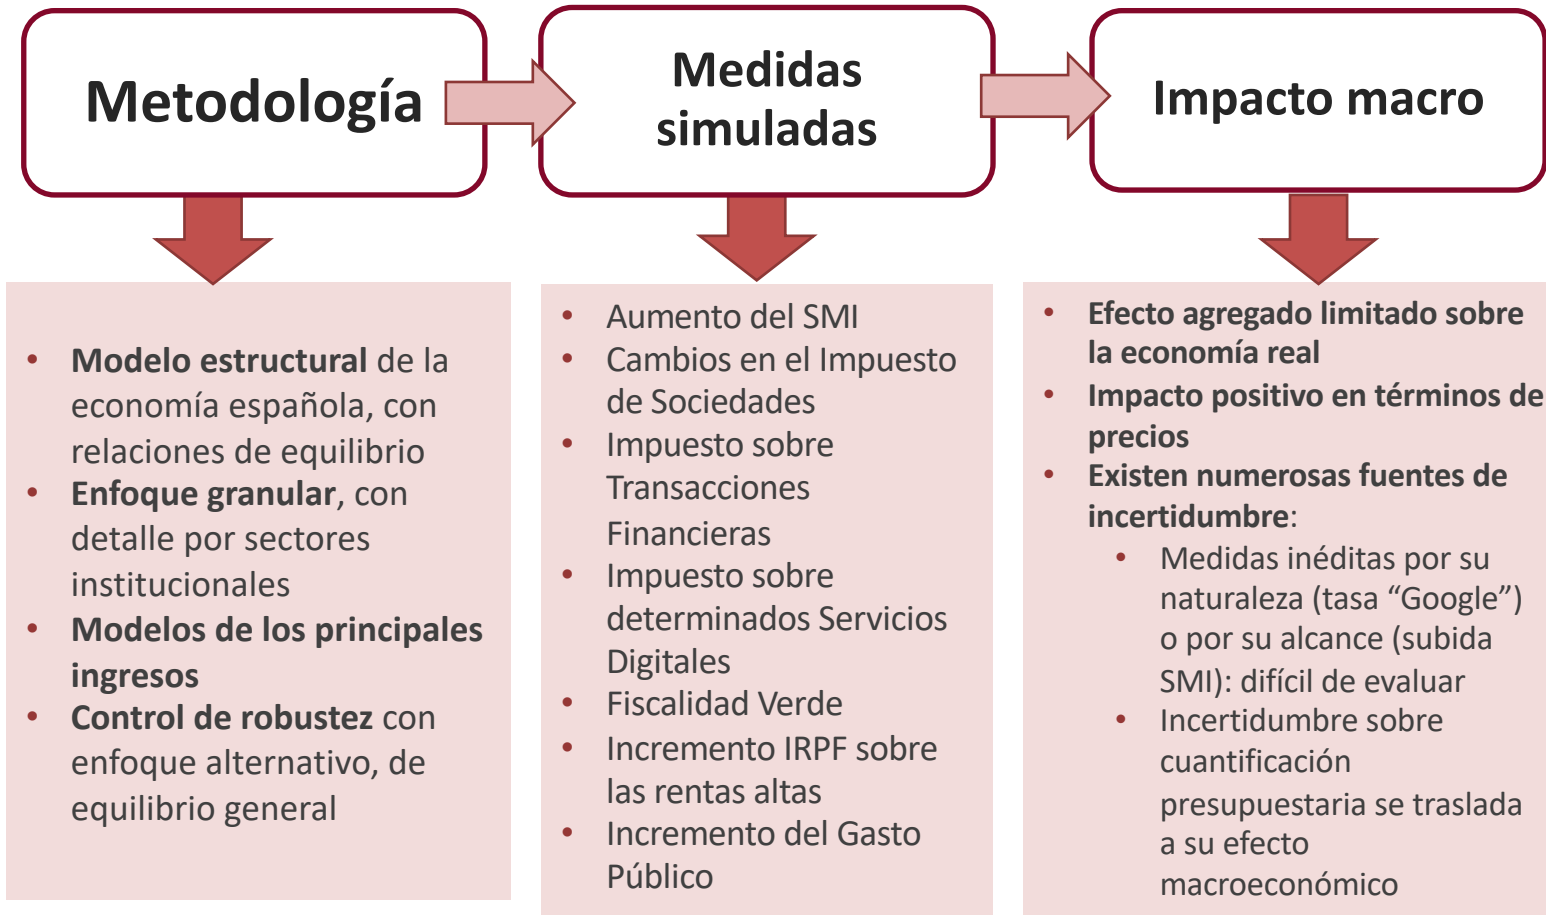 Metodología
Medidas
simuladas
Impacto macro
• Modelo estructural de la
economía española, con
relaciones de equilibrio
• Enfoque granular, con
detalle por sectores
institucionales
• Modelos de los principales
ingresos
• Control de robustez con
enfoque alternativo, de
equilibrio general
• Aumento del SMI
• Cambios en el Impuesto
de Sociedades
• Impuesto sobre
Transacciones
Financieras
• Impuesto sobre
determinados Servicios
Digitales
• Fiscalidad Verde
• Incremento IRPF sobre
las rentas altas
• Incremento del Gasto
Público
• Efecto agregado limitado sobre
la economía real
• Impacto positivo en términos de
precios
• Existen numerosas fuentes de
incertidumbre:
• Medidas inéditas por su
naturaleza (tasa “Google”)
o por su alcance (subida
SMI): difícil de evaluar
• Incertidumbre sobre
cuantificación
presupuestaria se traslada
a su efecto
macroeconómico